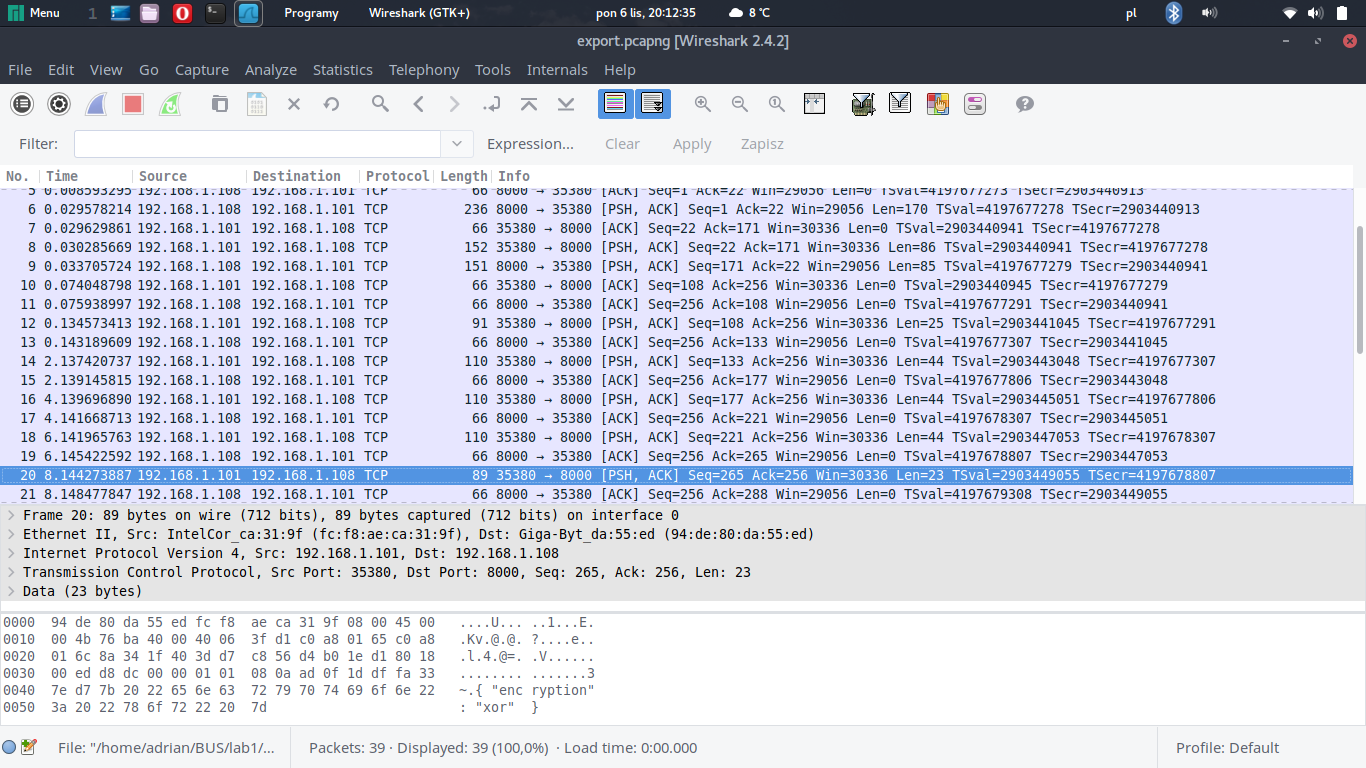 Menu 1 Programy Wireshark (GTK+) pon 6 lis, 20:12:35 8 °C pl
export.pcapng [Wireshark 2.4.2]
File Edit View Go Capture Analyze Statistics Telephony Tools Internals Help
Filter: Expression... Clear Apply Zapisz
No. Time Source Destination Protocol Length Info
5 0.008593295 192.168.1.108 192.168.1.101 TCP 66 8000 → 35380 [ACK] Seq=1 Ack=22 Win=29056 Len=0 TSval=4197677273 TSecr=2903440913
6 0.029578214 192.168.1.108 192.168.1.101 TCP 236 8000 → 35380 [PSH, ACK] Seq=1 Ack=22 Win=29056 Len=170 TSval=4197677278 TSecr=2903440913
7 0.029629861 192.168.1.101 192.168.1.108 TCP 66 35380 → 8000 [ACK] Seq=22 Ack=171 Win=30336 Len=0 TSval=2903440941 TSecr=4197677278
8 0.030285669 192.168.1.101 192.168.1.108 TCP 152 35380 → 8000 [PSH, ACK] Seq=22 Ack=171 Win=30336 Len=86 TSval=2903440941 TSecr=4197677278
9 0.033705724 192.168.1.108 192.168.1.101 TCP 151 8000 → 35380 [PSH, ACK] Seq=171 Ack=22 Win=29056 Len=85 TSval=4197677279 TSecr=2903440941
10 0.074048798 192.168.1.101 192.168.1.108 TCP 66 35380 → 8000 [ACK] Seq=108 Ack=256 Win=30336 Len=0 TSval=2903440945 TSecr=4197677279
11 0.075938997 192.168.1.108 192.168.1.101 TCP 66 8000 → 35380 [ACK] Seq=256 Ack=108 Win=29056 Len=0 TSval=4197677291 TSecr=2903440941
12 0.134573413 192.168.1.101 192.168.1.108 TCP 91 35380 → 8000 [PSH, ACK] Seq=108 Ack=256 Win=30336 Len=25 TSval=2903441045 TSecr=4197677291
13 0.143189609 192.168.1.108 192.168.1.101 TCP 66 8000 → 35380 [ACK] Seq=256 Ack=133 Win=29056 Len=0 TSval=4197677307 TSecr=2903441045
14 2.137420737 192.168.1.101 192.168.1.108 TCP 110 35380 → 8000 [PSH, ACK] Seq=133 Ack=256 Win=30336 Len=44 TSval=2903443048 TSecr=4197677307
15 2.139145815 192.168.1.108 192.168.1.101 TCP 66 8000 → 35380 [ACK] Seq=256 Ack=177 Win=29056 Len=0 TSval=4197677806 TSecr=2903443048
16 4.139696890 192.168.1.101 192.168.1.108 TCP 110 35380 → 8000 [PSH, ACK] Seq=177 Ack=256 Win=30336 Len=44 TSval=2903445051 TSecr=4197677806
17 4.141668713 192.168.1.108 192.168.1.101 TCP 66 8000 → 35380 [ACK] Seq=256 Ack=221 Win=29056 Len=0 TSval=4197678307 TSecr=2903445051
18 6.141965763 192.168.1.101 192.168.1.108 TCP 110 35380 → 8000 [PSH, ACK] Seq=221 Ack=256 Win=30336 Len=44 TSval=2903447053 TSecr=4197678307
19 6.145422592 192.168.1.108 192.168.1.101 TCP 66 8000 → 35380 [ACK] Seq=256 Ack=265 Win=29056 Len=0 TSval=4197678807 TSecr=2903447053
20 8.144273887 192.168.1.101 192.168.1.108 TCP 89 35380 → 8000 [PSH, ACK] Seq=265 Ack=256 Win=30336 Len=23 TSval=2903449055 TSecr=4197678807
21 8.148477847 192.168.1.108 192.168.1.101 TCP 66 8000 → 35380 [ACK] Seq=256 Ack=288 Win=29056 Len=0 TSval=4197679308 TSecr=2903449055
Frame 20: 89 bytes on wire (712 bits), 89 bytes captured (712 bits) on interface 0
Ethernet II, Src: IntelCor_ca:31:9f (fc:f8:ae:ca:31:9f), Dst: Giga-Byt_da:55:ed (94:de:80:da:55:ed)
Internet Protocol Version 4, Src: 192.168.1.101, Dst: 192.168.1.108
Transmission Control Protocol, Src Port: 35380, Dst Port: 8000, Seq: 265, Ack: 256, Len: 23
Data (23 bytes)
0000 94 de 80 da 55 ed fc f8 ae ca 31 9f 08 00 45 00 ....U... ..1...E.
0010 00 4b 76 ba 40 00 40 06 3f fd d1 c0 a8 01 65 c0 a8 .Kv.@.@. ?....e..
0020 01 6c 8a 34 1f 40 3d d7 c8 56 d4 b0 1e d1 80 18 .l.4.@=. .V......
0030 00 ed d8 dc 00 00 01 01 08 0a ad 0f 1d df fa 33 ........ .......3
0040 7e d7 7b 20 22 65 6e 63 72 79 70 74 69 6f 6e 22 ~.{ "enc ryption"
0050 3a 20 22 78 6f 72 22 20 7d : "xor" }
File: "/home/adrian/BUS/lab1/... Packets: 39 · Displayed: 39 (100,0%) · Load time: 0:00.000 Profile: Default